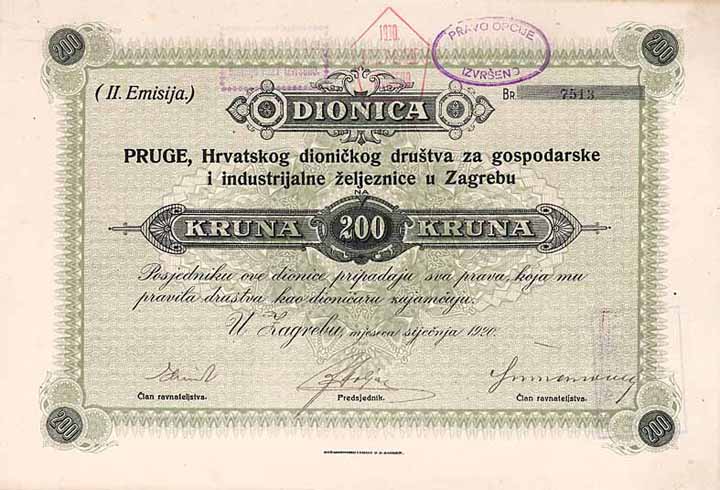 200
200
1920.
PRAVO OPCIJE
IZVRŠENO
(II. Emisija.)
DIONICA
Br. 7513
PRUGE, Hrvatskog dioničkog društva za gospodarske
i industrijalne željeznice u Zagrebu
NA
KRUNA 200 KRUNA
Posjedniku ove dionice pripadaju sva prava, koja mu
pravila društva kao dioničaru zajamčuju.
U Zagrebu, mjeseca siječnja 1920.
Član ravnateljstva.
Predsjednik.
Član ravnateljstva.
200
200